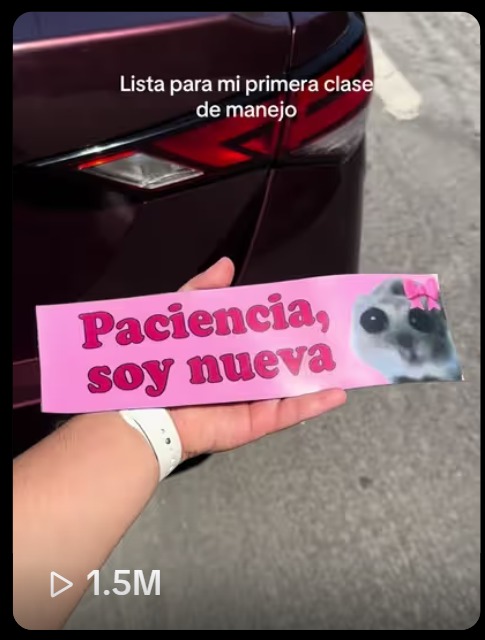 Lista para mi primera clase
de manejo
Paciencia,
soy nueva
1.5M